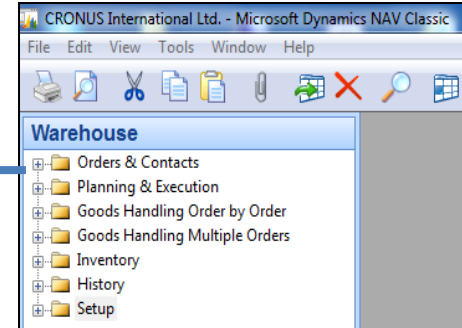 CRONUS International Ltd. - Microsoft Dynamics NAV Classic
File Edit View Tools Window Help
Warehouse
Orders & Contacts
Planning & Execution
Goods Handling Order by Order
Goods Handling Multiple Orders
Inventory
History
Setup